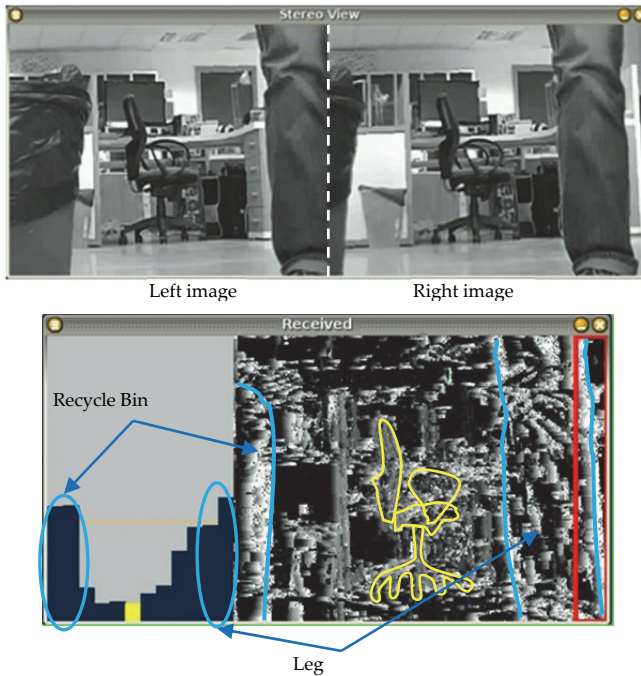 Stereo View
Left image
Right image
Received
Recycle Bin
Leg